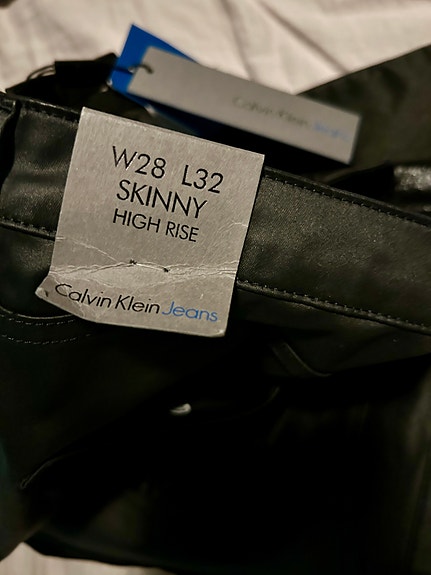 Calvin Klein Jeans
W28 L32
SKINNY
HIGH RISE
Calvin Klein Jeans